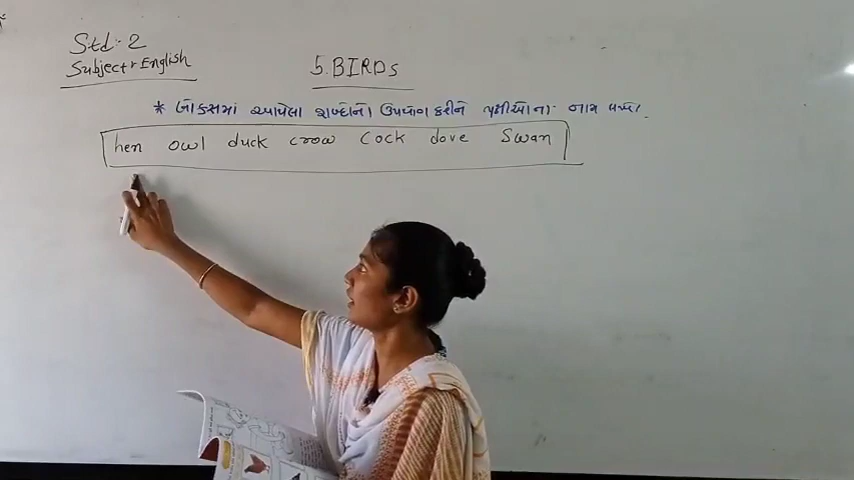 Std:- 2
Subject:- English
5. BIRDS
* બોક્સમાં આપેલા શબ્દોનો ઉપયોગ કરીને પક્ષીઓના નામ
hen owl duck crow Cock dove Swan